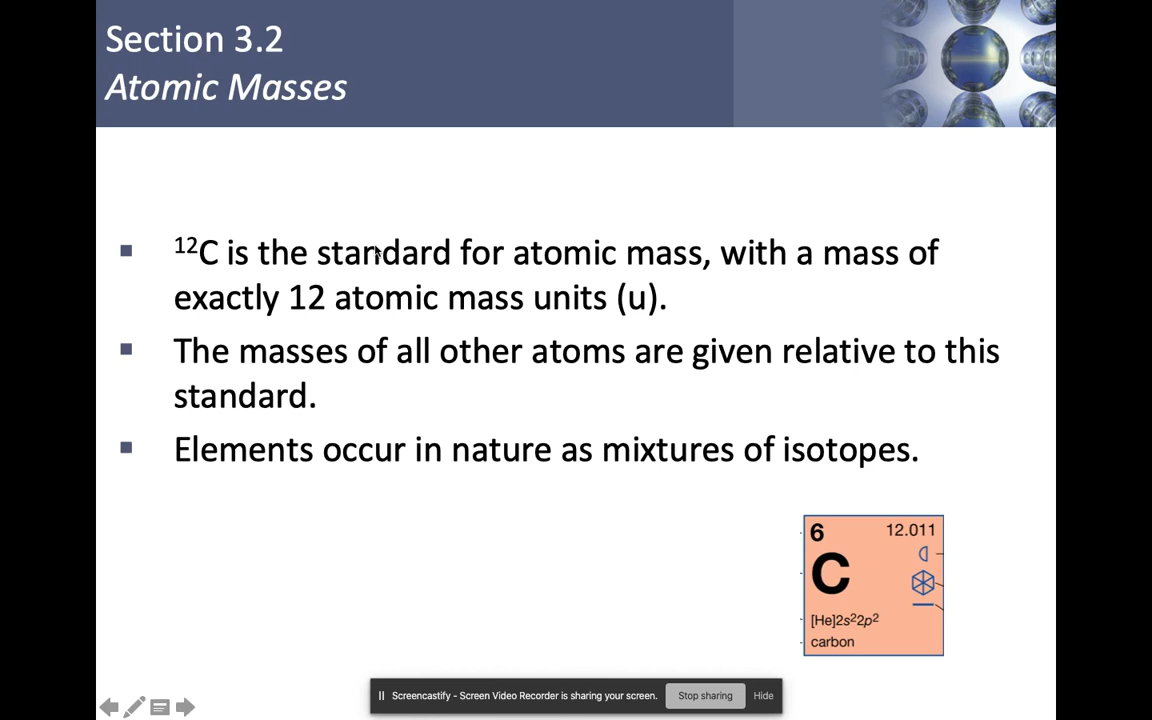 Section 3.2
Atomic Masses
¹²C is the standard for atomic mass, with a mass of
exactly 12 atomic mass units (u).
The masses of all other atoms are given relative to this
standard.
Elements occur in nature as mixtures of isotopes.
6 12.011
C
[He]2s²2p²
carbon
Screencastify - Screen Video Recorder is sharing your screen. Stop sharing Hide